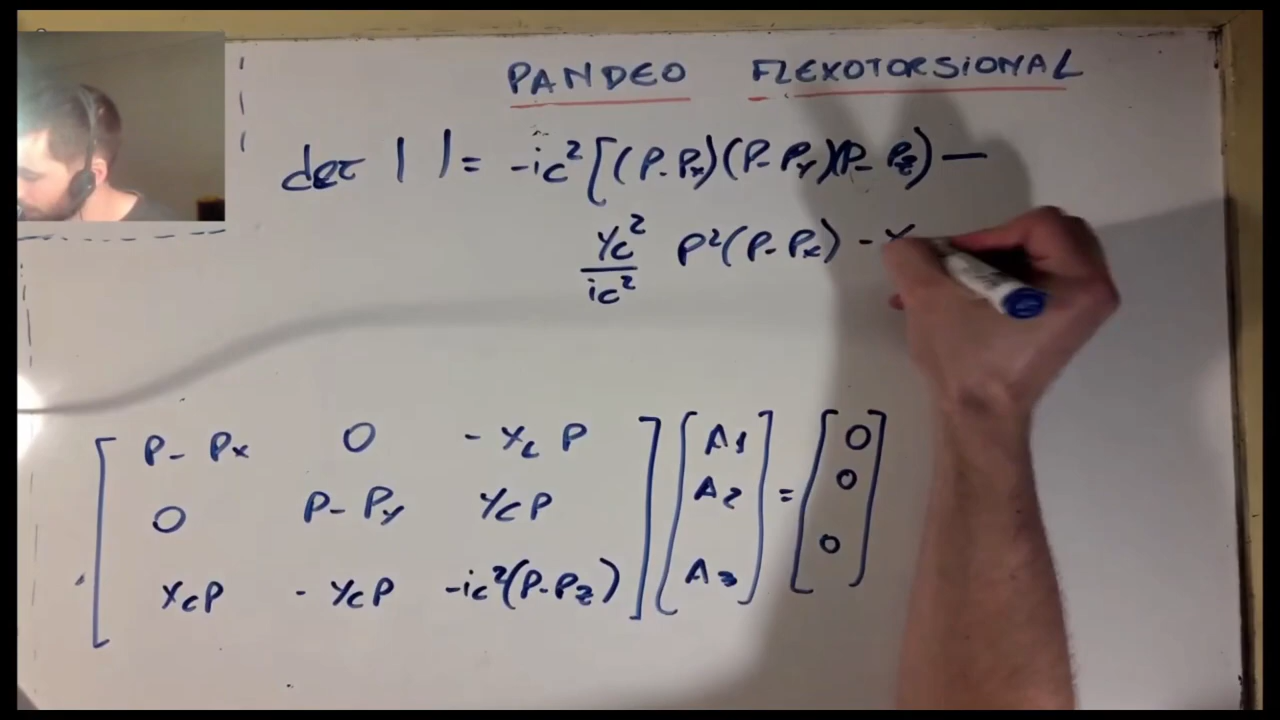 PANDEO FLEXOTORSIONAL
det | | = -ic²[(P-Px)(P-Py)(P-Pz) —
yc²/ic² P²(P-Px) - x
[ P-Px 0 -xc P ] [ A1 ] = [ 0 ]
[ 0 P-Py yc P ] [ A2 ] [ 0 ]
[ xc P -yc P -ic²(P-Pz) ] [ A3 ] [ 0 ]